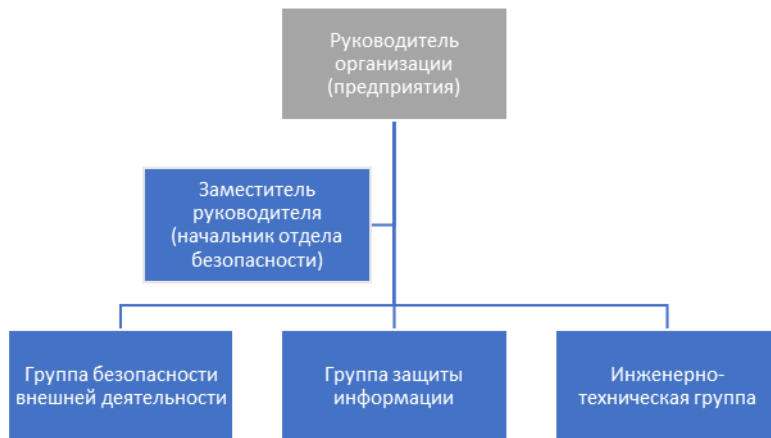 Руководитель
организации
(предприятия)
Заместитель
руководителя
(начальник отдела
безопасности)
Группа безопасности
внешней деятельности
Группа защиты
информации
Инженерно-
техническая группа